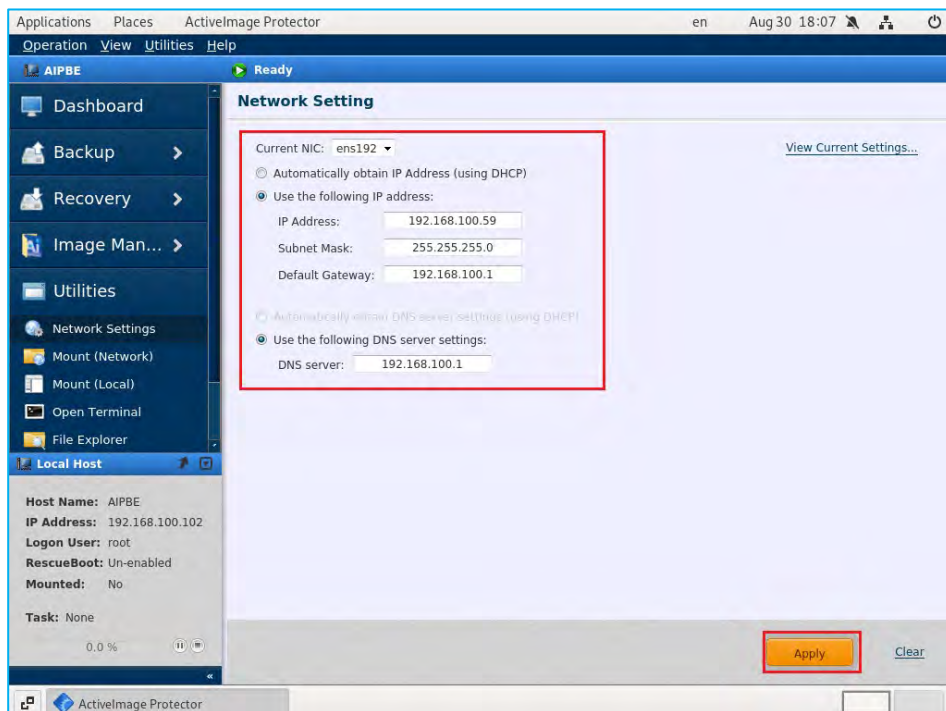 Applications Places ActiveImage Protector en Aug 30 18:07
Operation View Utilities Help
AIPBE
Ready
Dashboard
Backup
Recovery
Image Man...
Utilities
Network Settings
Mount (Network)
Mount (Local)
Open Terminal
File Explorer
Local Host
Host Name: AIPBE
IP Address: 192.168.100.102
Logon User: root
RescueBoot: Un-enabled
Mounted: No
Task: None
0.0 %
«
Network Setting
Current NIC: ens192
View Current Settings...
Automatically obtain IP Address (using DHCP)
Use the following IP address:
IP Address: 192.168.100.59
Subnet Mask: 255.255.255.0
Default Gateway: 192.168.100.1
Automatically obtain DNS server settings (using DHCP)
Use the following DNS server settings:
DNS server: 192.168.100.1
Apply
Clear
ActiveImage Protector